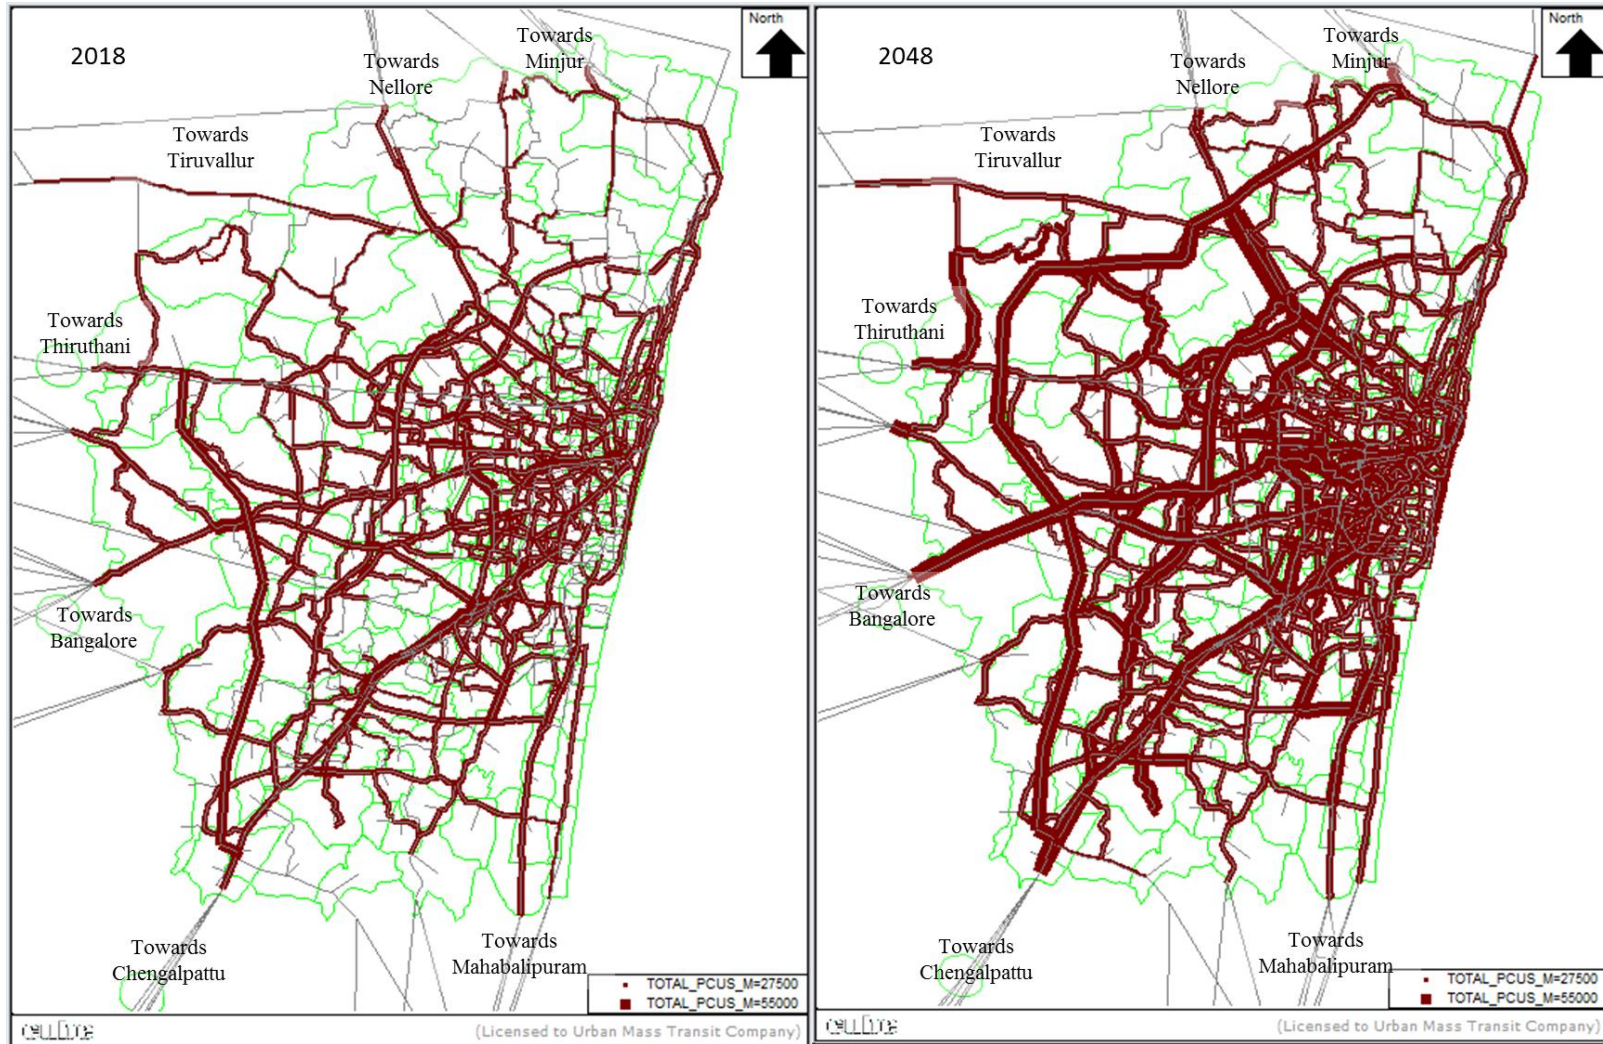 2018
North
Towards
Nellore
Towards
Minjur
Towards
Tiruvallur
Towards
Thiruthani
Towards
Bangalore
Towards
Chengalpattu
Towards
Mahabalipuram
TOTAL_PCUS_M=27500
TOTAL_PCUS_M=55000
(Licensed to Urban Mass Transit Company)
2048
North
Towards
Nellore
Towards
Minjur
Towards
Tiruvallur
Towards
Thiruthani
Towards
Bangalore
Towards
Chengalpattu
Towards
Mahabalipuram
TOTAL_PCUS_M=27500
TOTAL_PCUS_M=55000
(Licensed to Urban Mass Transit Company)